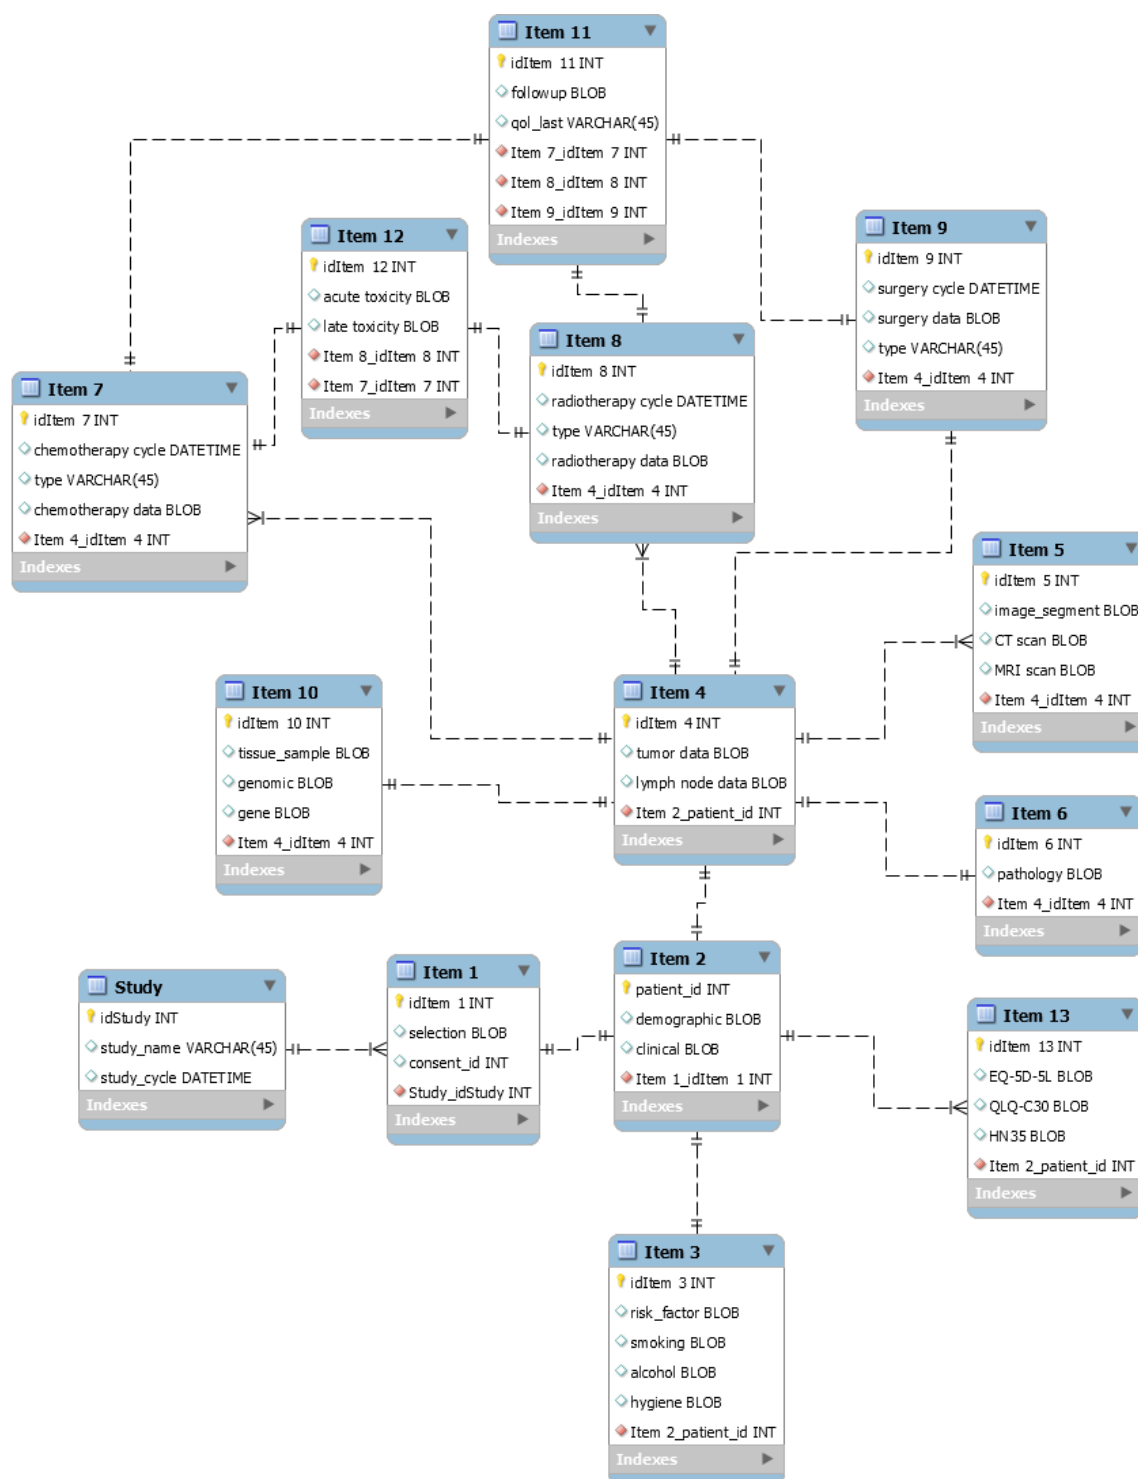 Item 11
idItem 11 INT
followup BLOB
qol_last VARCHAR(45)
Item 7_idItem 7 INT
Item 8_idItem 8 INT
Item 9_idItem 9 INT
Indexes
Item 12
idItem 12 INT
acute toxicity BLOB
late toxicity BLOB
Item 8_idItem 8 INT
Item 7_idItem 7 INT
Indexes
Item 9
idItem 9 INT
surgery cycle DATETIME
surgery data BLOB
type VARCHAR(45)
Item 4_idItem 4 INT
Indexes
Item 8
idItem 8 INT
radiotherapy cycle DATETIME
type VARCHAR(45)
radiotherapy data BLOB
Item 4_idItem 4 INT
Indexes
Item 7
idItem 7 INT
chemotherapy cycle DATETIME
type VARCHAR(45)
chemotherapy data BLOB
Item 4_idItem 4 INT
Indexes
Item 5
idItem 5 INT
image_segment BLOB
CT scan BLOB
MRI scan BLOB
Item 4_idItem 4 INT
Indexes
Item 10
idItem 10 INT
tissue_sample BLOB
genomic BLOB
gene BLOB
Item 4_idItem 4 INT
Indexes
Item 4
idItem 4 INT
tumor data BLOB
lymph node data BLOB
Item 2_patient_id INT
Indexes
Item 6
idItem 6 INT
pathology BLOB
Item 4_idItem 4 INT
Indexes
Study
idStudy INT
study_name VARCHAR(45)
study_cycle DATETIME
Indexes
Item 1
idItem 1 INT
selection BLOB
consent_id INT
Study_idStudy INT
Indexes
Item 2
patient_id INT
demographic BLOB
clinical BLOB
Item 1_idItem 1 INT
Indexes
Item 13
idItem 13 INT
EQ-5D-5L BLOB
QLQ-C30 BLOB
HN35 BLOB
Item 2_patient_id INT
Indexes
Item 3
idItem 3 INT
risk_factor BLOB
smoking BLOB
alcohol BLOB
hygiene BLOB
Item 2_patient_id INT
Indexes